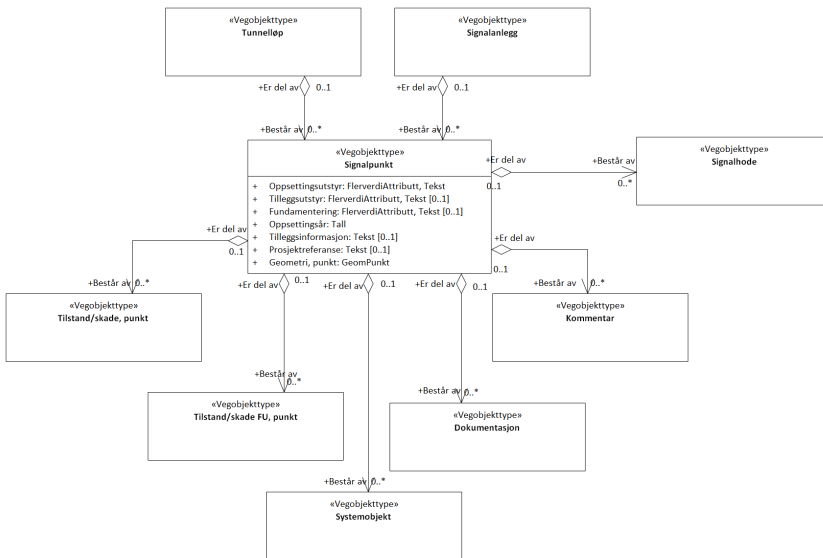 «Vegobjekttype»
Tunnelløp
«Vegobjekttype»
Signalanlegg
+Er del av 0..1
+Er del av 0..1
+Består av 0..*
+Består av 0..*
«Vegobjekttype»
Signalpunkt
+ Oppsettingsutstyr: FlerverdiAttributt, Tekst
+ Tilleggsutstyr: FlerverdiAttributt, Tekst [0..1]
+ Fundamentering: FlerverdiAttributt, Tekst [0..1]
+ Oppsettingsår: Tall
+ Tilleggsinformasjon: Tekst [0..1]
+ Prosjektreferanse: Tekst [0..1]
+ Geometri, punkt: GeomPunkt
+Er del av
0..1
+Består av
0..*
«Vegobjekttype»
Signalhode
+Er del av
0..1
+Består av 0..*
«Vegobjekttype»
Tilstand/skade, punkt
+Er del av
0..1
+Består av 0..*
«Vegobjekttype»
Kommentar
+Er del av 0..1
+Består av
0..*
«Vegobjekttype»
Tilstand/skade FU, punkt
+Er del av 0..1
+Består av 0..*
«Vegobjekttype»
Systemobjekt
+Er del av 0..1
+Består av 0..*
«Vegobjekttype»
Dokumentasjon